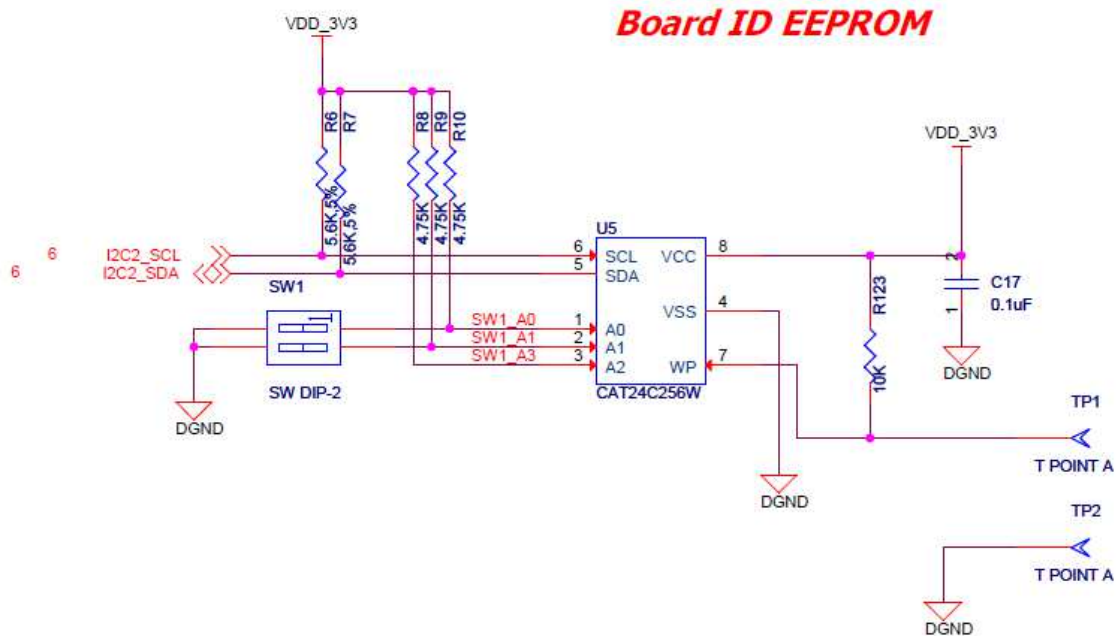 Board ID EEPROM
VDD_3V3
R6
R7
R8
R9
R10
5.6K,5%
5.6K,5%
4.75K
4.75K
4.75K
VDD_3V3
U5
6 I2C2_SCL
6 I2C2_SDA
6 SCL
5 SDA
VCC 8
VSS 4
WP 7
SW1
SW1_A0 1 A0
SW1_A1 2 A1
SW1_A3 3 A2
CAT24C256W
SW DIP-2
DGND
R123
10K
2
C17
0.1uF
1
DGND
TP1
T POINT A
DGND
TP2
T POINT A
DGND